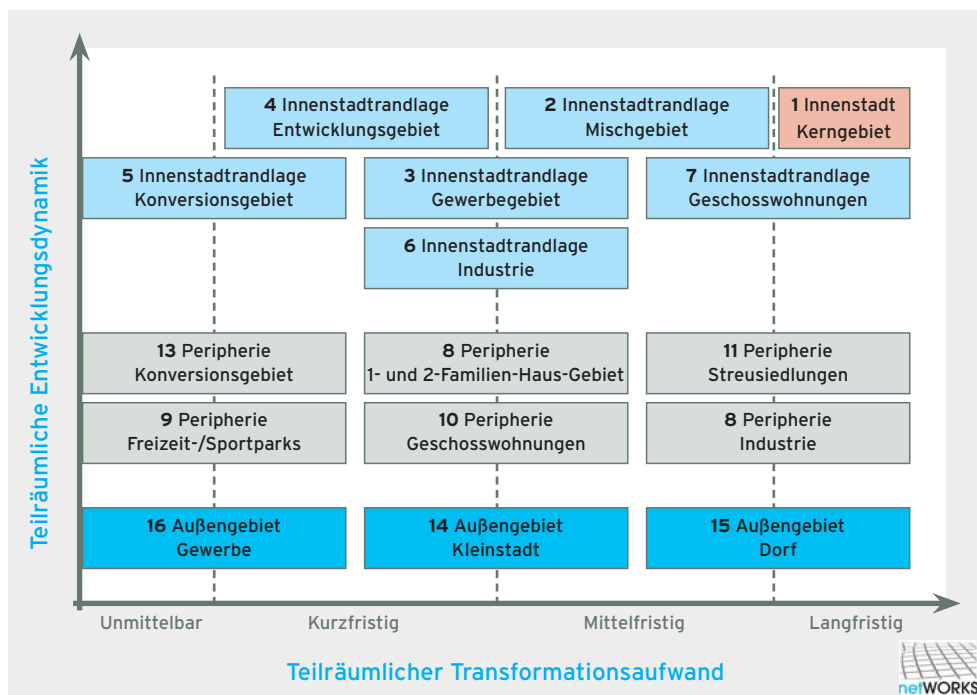 Teilräumliche Entwicklungsdynamik
4 Innenstadtrandlage
Entwicklungsgebiet
2 Innenstadtrandlage
Mischgebiet
1 Innenstadt
Kerngebiet
5 Innenstadtrandlage
Konversionsgebiet
3 Innenstadtrandlage
Gewerbegebiet
7 Innenstadtrandlage
Geschosswohnungen
6 Innenstadtrandlage
Industrie
13 Peripherie
Konversionsgebiet
8 Peripherie
1- und 2-Familien-Haus-Gebiet
11 Peripherie
Streusiedlungen
9 Peripherie
Freizeit-/Sportparks
10 Peripherie
Geschosswohnungen
8 Peripherie
Industrie
16 Außengebiet
Gewerbe
14 Außengebiet
Kleinstadt
15 Außengebiet
Dorf
Unmittelbar
Kurzfristig
Mittelfristig
Langfristig
Teilräumlicher Transformationsaufwand
netWORKS